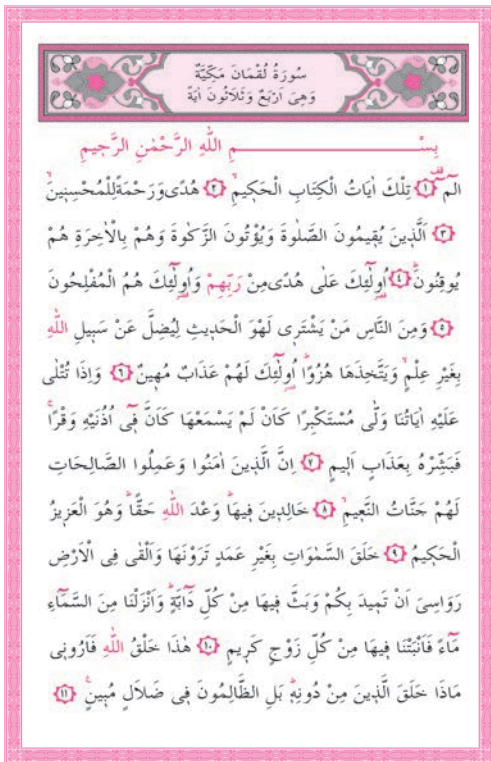 سُورَةُ لُقْمَانَ مَكِّيَّةٌ
وَهِىَ اَرْبَعٌ وَثَلَاثُونَ اٰيَةً
بِسْــــــمِ اللّٰهِ الرَّحْمٰنِ الرَّحٖيمِ
الٓمٓ ﴿١﴾ تِلْكَ اٰيَاتُ الْكِتَابِ الْحَكٖيمِۙ ﴿٢﴾ هُدًى وَرَحْمَةً لِلْمُحْسِنٖينَۙ
﴿٣﴾ اَلَّذٖينَ يُقٖيمُونَ الصَّلٰوةَ وَيُؤْتُونَ الزَّكٰوةَ وَهُمْ بِالْاٰخِرَةِ هُمْ
يُوقِنُونَؕ ﴿٤﴾ اُو۬لٰٓئِكَ عَلٰى هُدًى مِنْ رَبِّهِمْ وَاُو۬لٰٓئِكَ هُمُ الْمُفْلِحُونَ
﴿٥﴾ وَمِنَ النَّاسِ مَنْ يَشْتَرٖى لَهْوَ الْحَدٖيثِ لِيُضِلَّ عَنْ سَبٖيلِ اللّٰهِ
بِغَيْرِ عِلْمٍۗ وَيَتَّخِذَهَا هُزُوًاؕ اُو۬لٰٓئِكَ لَهُمْ عَذَابٌ مُهٖينٌ ﴿٦﴾ وَاِذَا تُتْلٰى
عَلَيْهِ اٰيَاتُنَا وَلّٰى مُسْتَكْبِرًا كَاَنْ لَمْ يَسْمَعْهَا كَاَنَّ فٖٓى اُذُنَيْهِ وَقْرًاۚ
فَبَشِّرْهُ بِعَذَابٍ اَلٖيمٍ ﴿٧﴾ اِنَّ الَّذٖينَ اٰمَنُوا وَعَمِلُوا الصَّالِحَاتِ
لَهُمْ جَنَّاتُ النَّعٖيمِۙ ﴿٨﴾ خَالِدٖينَ فٖيهَاؕ وَعْدَ اللّٰهِ حَقًّاؕ وَهُوَ الْعَزٖيزُ
الْحَكٖيمُ ﴿٩﴾ خَلَقَ السَّمٰوَاتِ بِغَيْرِ عَمَدٍ تَرَوْنَهَا وَاَلْقٰى فِى الْاَرْضِ
رَوَاسِىَ اَنْ تَمٖيدَ بِكُمْ وَبَثَّ فٖيهَا مِنْ كُلِّ دَٓابَّةٍؕ وَاَنْزَلْنَا مِنَ السَّمَٓاءِ
مَٓاءً فَاَنْبَتْنَا فٖيهَا مِنْ كُلِّ زَوْجٍ كَرٖيمٍ ﴿١٠﴾ هٰذَا خَلْقُ اللّٰهِ فَاَرُونٖى
مَاذَا خَلَقَ الَّذٖينَ مِنْ دُونِهٖؕ بَلِ الظَّالِمُونَ فٖى ضَلَالٍ مُبٖينٍ ﴿١١﴾